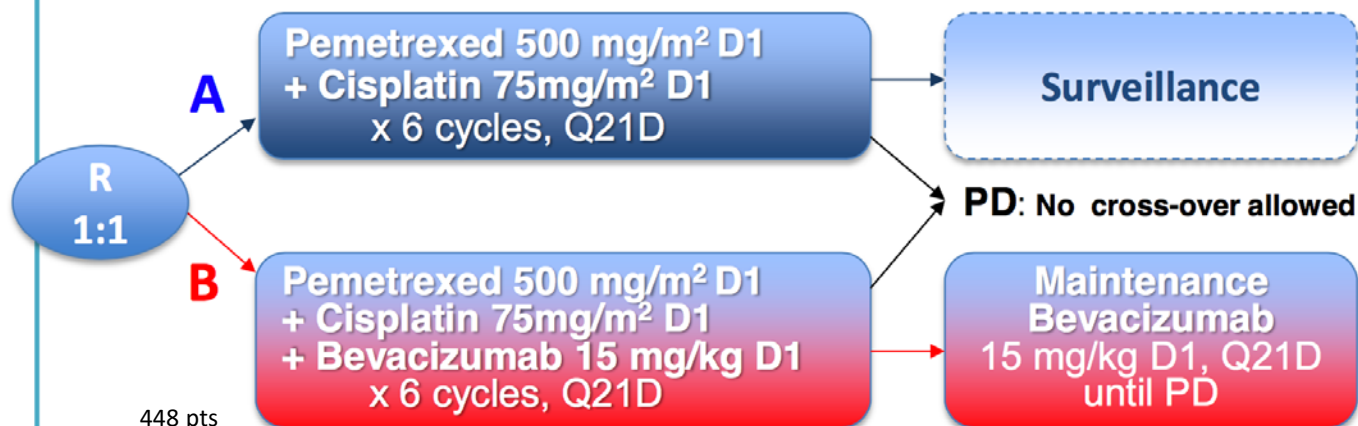 Pemetrexed 500 mg/m² D1
+ Cisplatin 75mg/m² D1
x 6 cycles, Q21D
Surveillance
A
R
1:1
PD: No cross-over allowed
B
Pemetrexed 500 mg/m² D1
+ Cisplatin 75mg/m² D1
+ Bevacizumab 15 mg/kg D1
x 6 cycles, Q21D
Maintenance
Bevacizumab
15 mg/kg D1, Q21D
until PD
448 pts